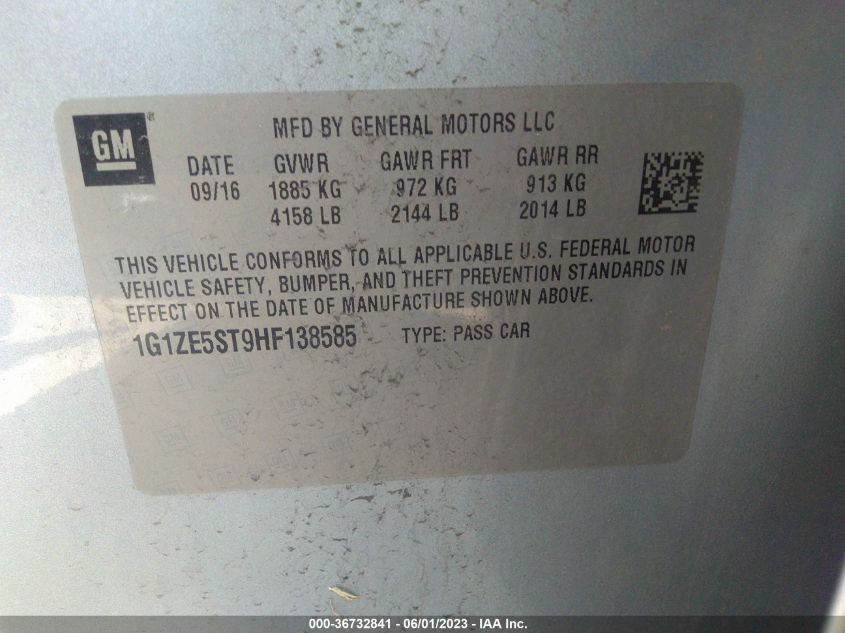 GM ®
MFD BY GENERAL MOTORS LLC
DATE GVWR GAWR FRT GAWR RR
09/16 1885 KG 972 KG 913 KG
4158 LB 2144 LB 2014 LB
THIS VEHICLE CONFORMS TO ALL APPLICABLE U.S. FEDERAL MOTOR
VEHICLE SAFETY, BUMPER, AND THEFT PREVENTION STANDARDS IN
EFFECT ON THE DATE OF MANUFACTURE SHOWN ABOVE.
1G1ZE5ST9HF138585 TYPE: PASS CAR
000-36732841 - 06/01/2023 - IAA Inc.